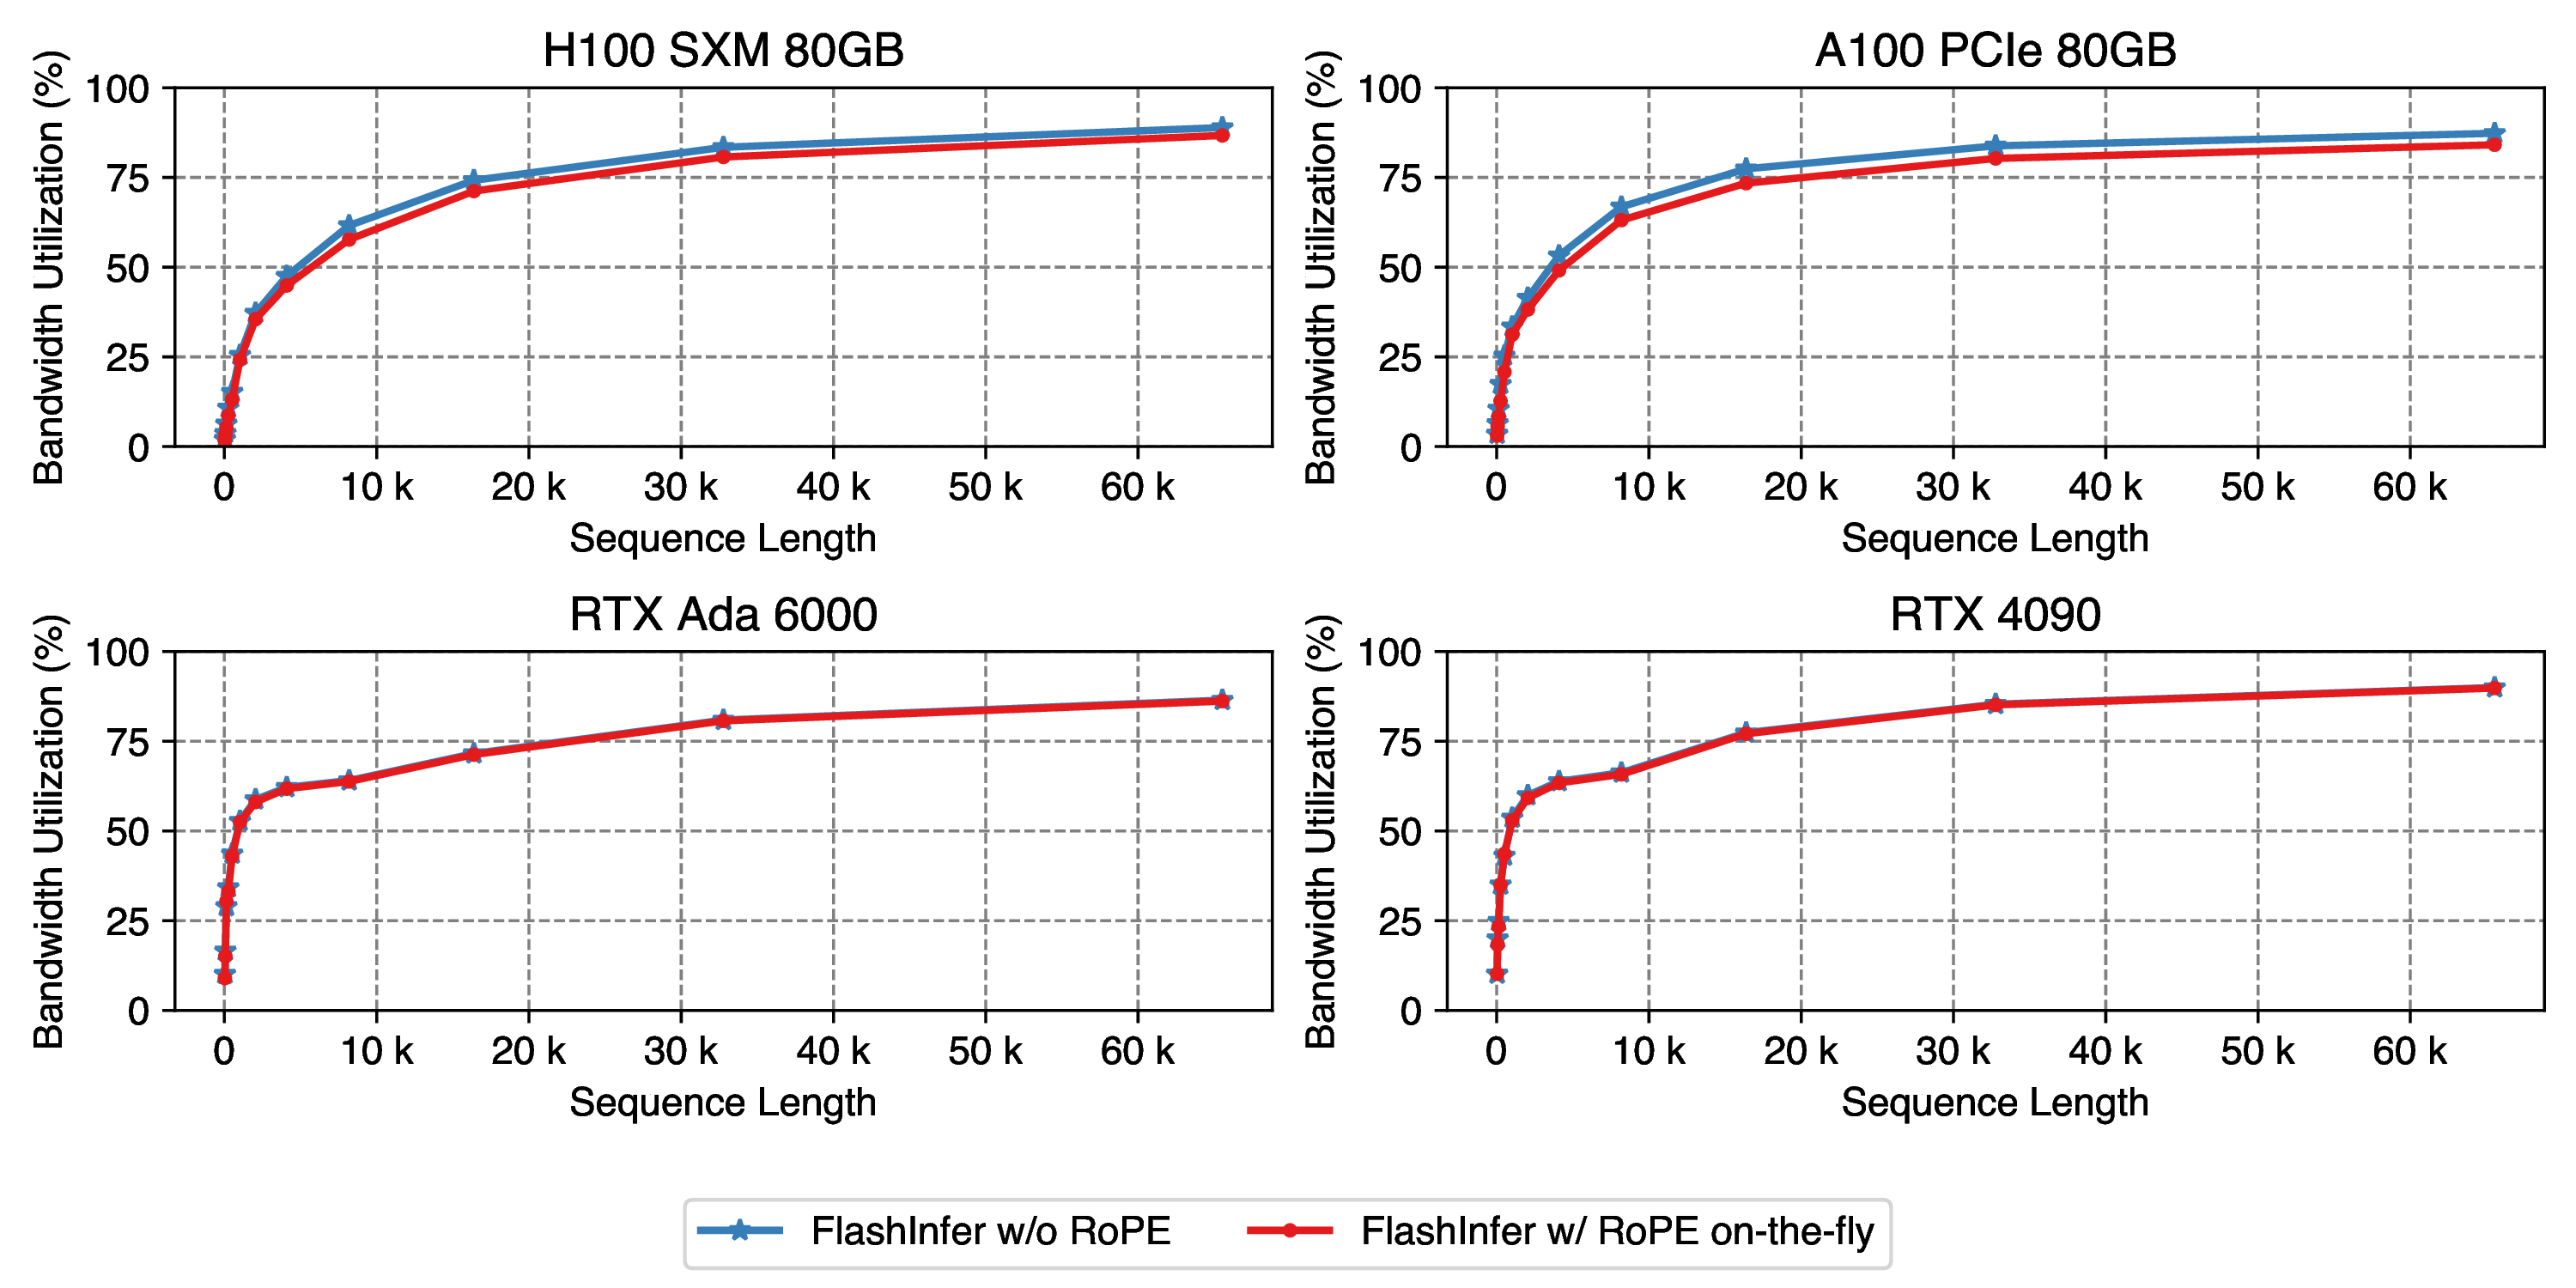 H100 SXM 80GB
Bandwidth Utilization (%)
100
75
50
25
0
0 10 k 20 k 30 k 40 k 50 k 60 k
Sequence Length
A100 PCIe 80GB
Bandwidth Utilization (%)
100
75
50
25
0
0 10 k 20 k 30 k 40 k 50 k 60 k
Sequence Length
RTX Ada 6000
Bandwidth Utilization (%)
100
75
50
25
0
0 10 k 20 k 30 k 40 k 50 k 60 k
Sequence Length
RTX 4090
Bandwidth Utilization (%)
100
75
50
25
0
0 10 k 20 k 30 k 40 k 50 k 60 k
Sequence Length
FlashInfer w/o RoPE
FlashInfer w/ RoPE on-the-fly